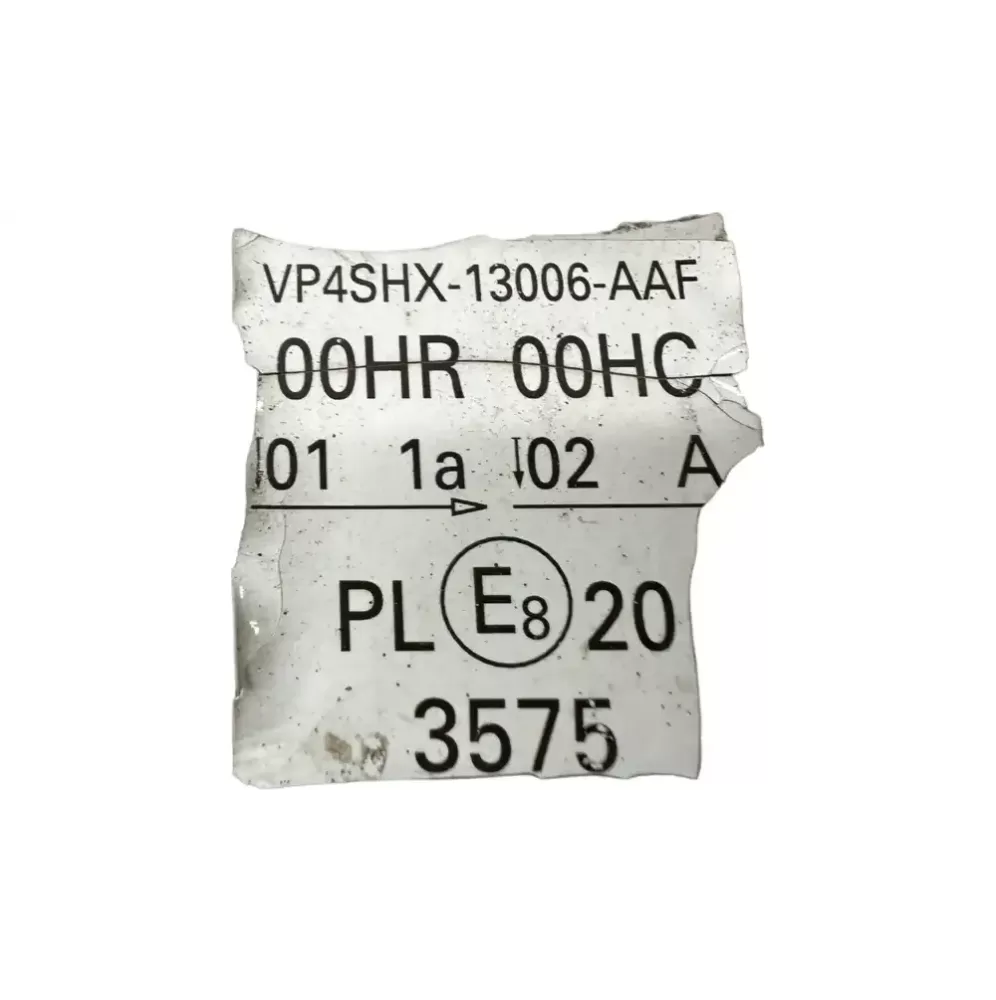 VP4SHX-13006-AAF
00HR 00HC
↓01 1a ↓02 A
PL E8 20
3575